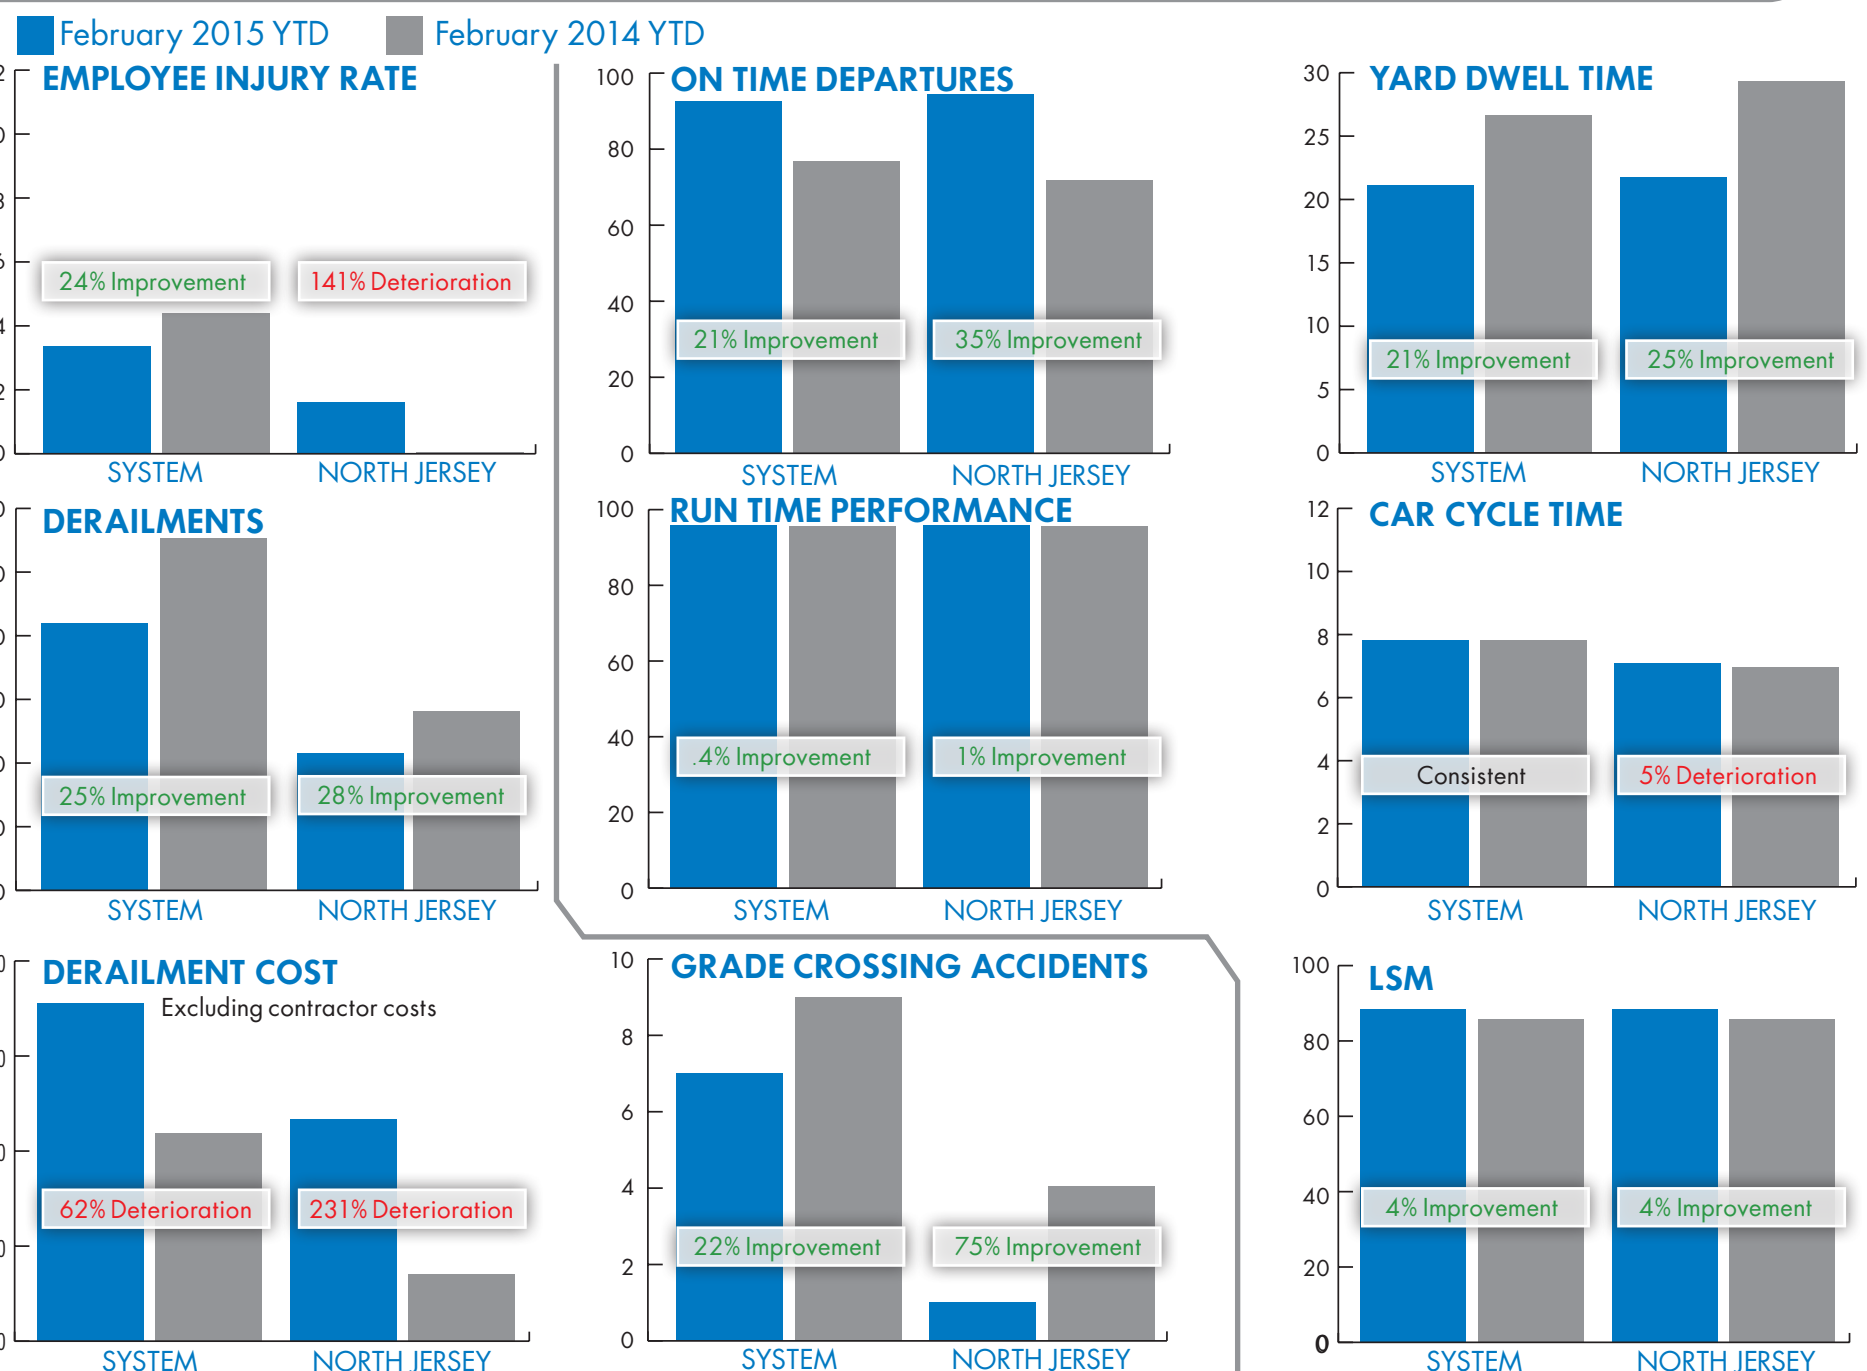 February 2015 YTD
February 2014 YTD
EMPLOYEE INJURY RATE
24% Improvement
141% Deterioration
SYSTEM
NORTH JERSEY
ON TIME DEPARTURES
100
80
60
40
20
0
21% Improvement
35% Improvement
SYSTEM
NORTH JERSEY
YARD DWELL TIME
30
25
20
15
10
5
0
21% Improvement
25% Improvement
SYSTEM
NORTH JERSEY
DERAILMENTS
25% Improvement
28% Improvement
SYSTEM
NORTH JERSEY
RUN TIME PERFORMANCE
100
80
60
40
20
0
.4% Improvement
1% Improvement
SYSTEM
NORTH JERSEY
CAR CYCLE TIME
12
10
8
6
4
2
0
Consistent
5% Deterioration
SYSTEM
NORTH JERSEY
DERAILMENT COST
Excluding contractor costs
62% Deterioration
231% Deterioration
SYSTEM
NORTH JERSEY
GRADE CROSSING ACCIDENTS
10
8
6
4
2
0
22% Improvement
75% Improvement
SYSTEM
NORTH JERSEY
LSM
100
80
60
40
20
0
4% Improvement
4% Improvement
SYSTEM
NORTH JERSEY